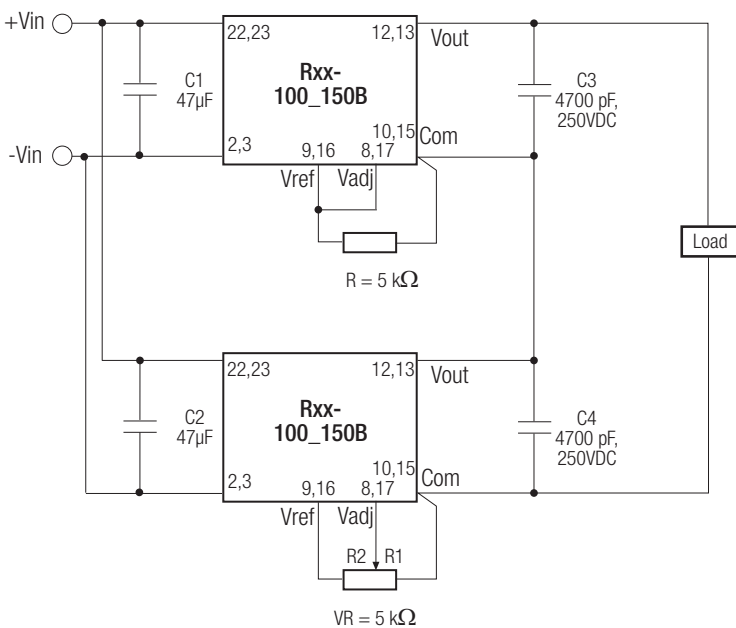 +Vin
22,23
12,13
Vout
C1
47µF
Rxx-
100_150B
C3
4700 pF,
250VDC
-Vin
2,3
10,15
Com
9,16
8,17
Vref
Vadj
R = 5 kΩ
Load
22,23
12,13
Vout
C2
47µF
Rxx-
100_150B
C4
4700 pF,
250VDC
2,3
10,15
Com
9,16
8,17
Vref
Vadj
R2
R1
VR = 5 kΩ